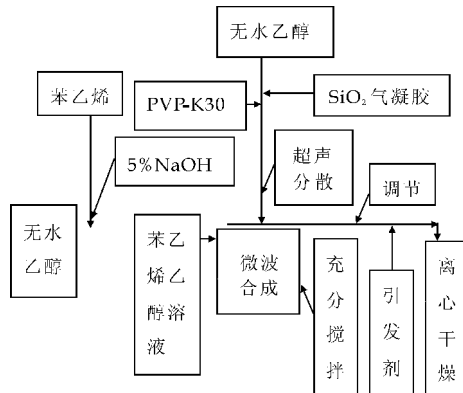 无水乙醇
苯乙烯
PVP-K30
SiO₂气凝胶
5%NaOH
超声
分散
调节
无水
乙醇
苯乙
烯乙
醇溶
液
微波
合成
充
分
搅
拌
引
发
剂
离
心
干
燥